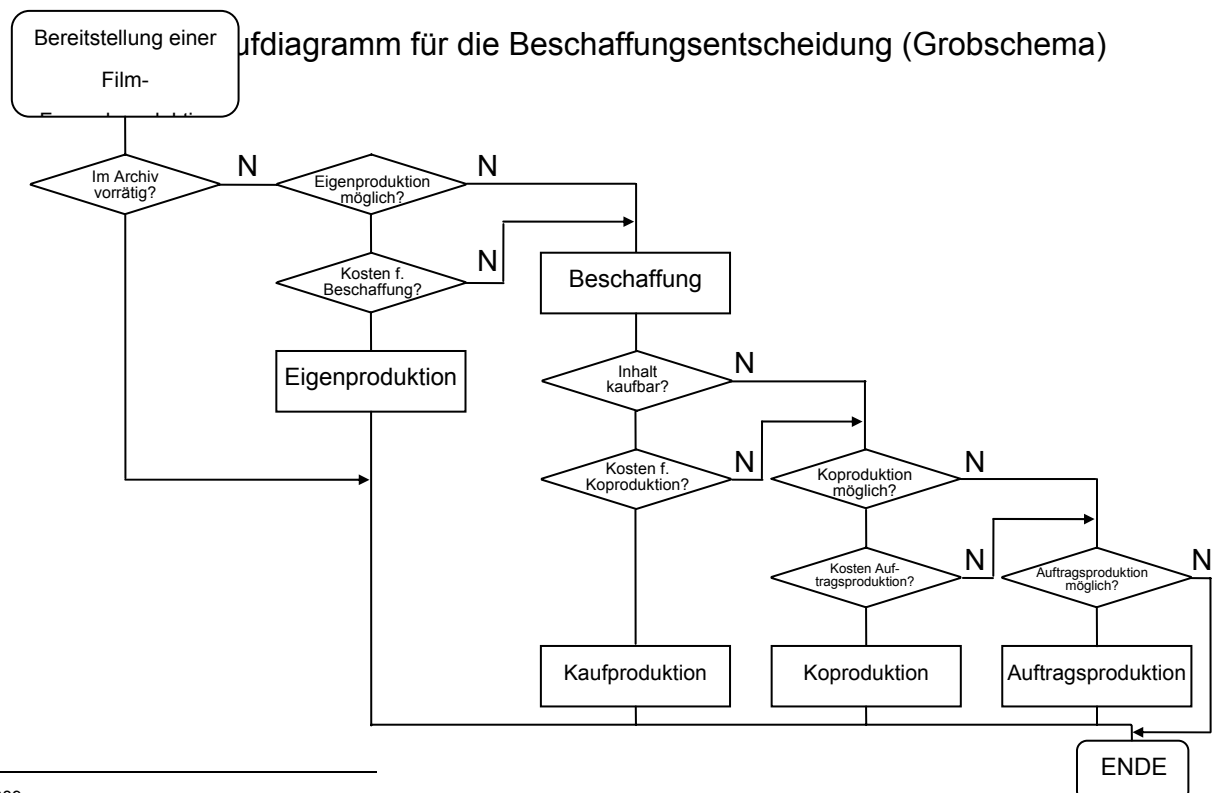 Bereitstellung einer
Film-
ufdiagramm für die Beschaffungsentscheidung (Grobschema)
Im Archiv
vorrätig?
N
Eigenproduktion
möglich?
N
Kosten f.
Beschaffung?
N
Beschaffung
Eigenproduktion
Inhalt
kaufbar?
N
Kosten f.
Koproduktion?
N
Koproduktion
möglich?
N
Kosten Auf-
tragsproduktion?
N
Auftragsproduktion
möglich?
N
Kaufproduktion
Koproduktion
Auftragsproduktion
ENDE